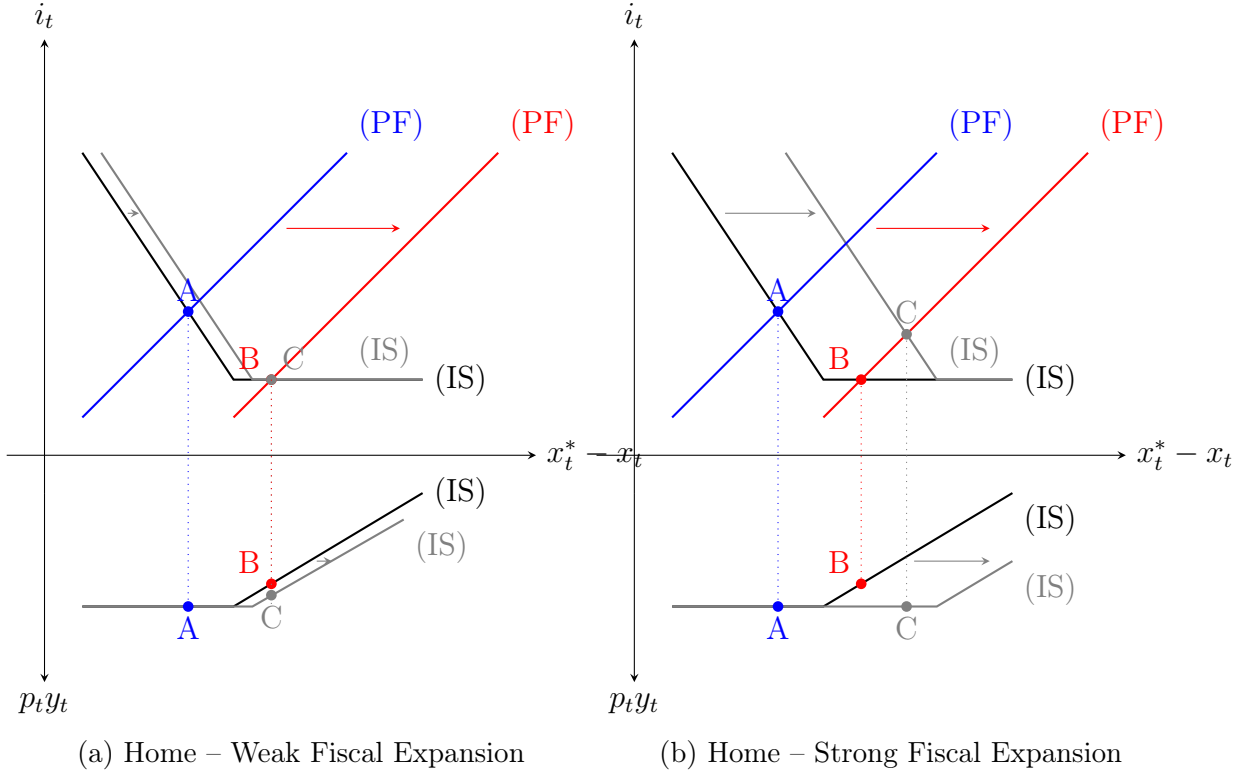 i_t
(PF)
(PF)
A
B
C
(IS)
(IS)
x_t^* − x_t
(IS)
(IS)
B
C
A
p_t y_t
(a) Home – Weak Fiscal Expansion
i_t
(PF)
(PF)
A
C
B
(IS)
(IS)
x_t^* − x_t
(IS)
(IS)
B
A
C
p_t y_t
(b) Home – Strong Fiscal Expansion